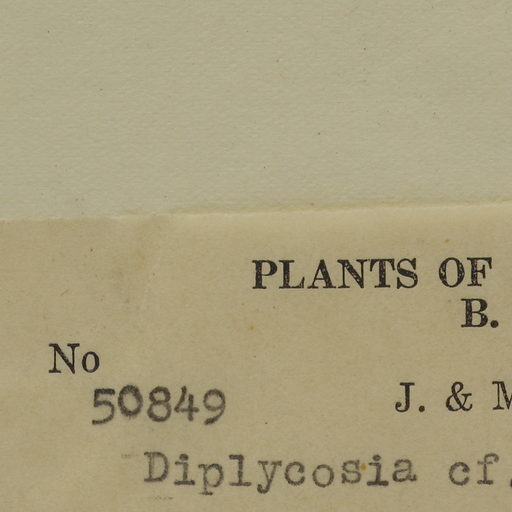 PLANTS OF
B.
No
50849
J. & M
Diplycosia cf.